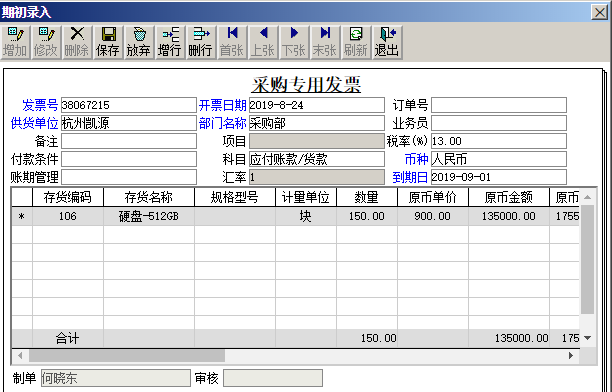 期初录入
增加 修改 删除 保存 放弃 增行 删行 首张 上张 下张 末张 刷新 退出
采购专用发票
发票号 38067215 开票日期 2019-8-24 订单号
供货单位 杭州凯源 部门名称 采购部 业务员
备注 项目 税率(%) 13.00
付款条件 科目 应付账款/货款 币种 人民币
账期管理 汇率 1 到期日 2019-09-01
存货编码 存货名称 规格型号 计量单位 数量 原币单价 原币金额 原币
* 106 硬盘-512GB 块 150.00 900.00 135000.00 1755
合计 150.00 135000.00 175
制单 何晓东 审核